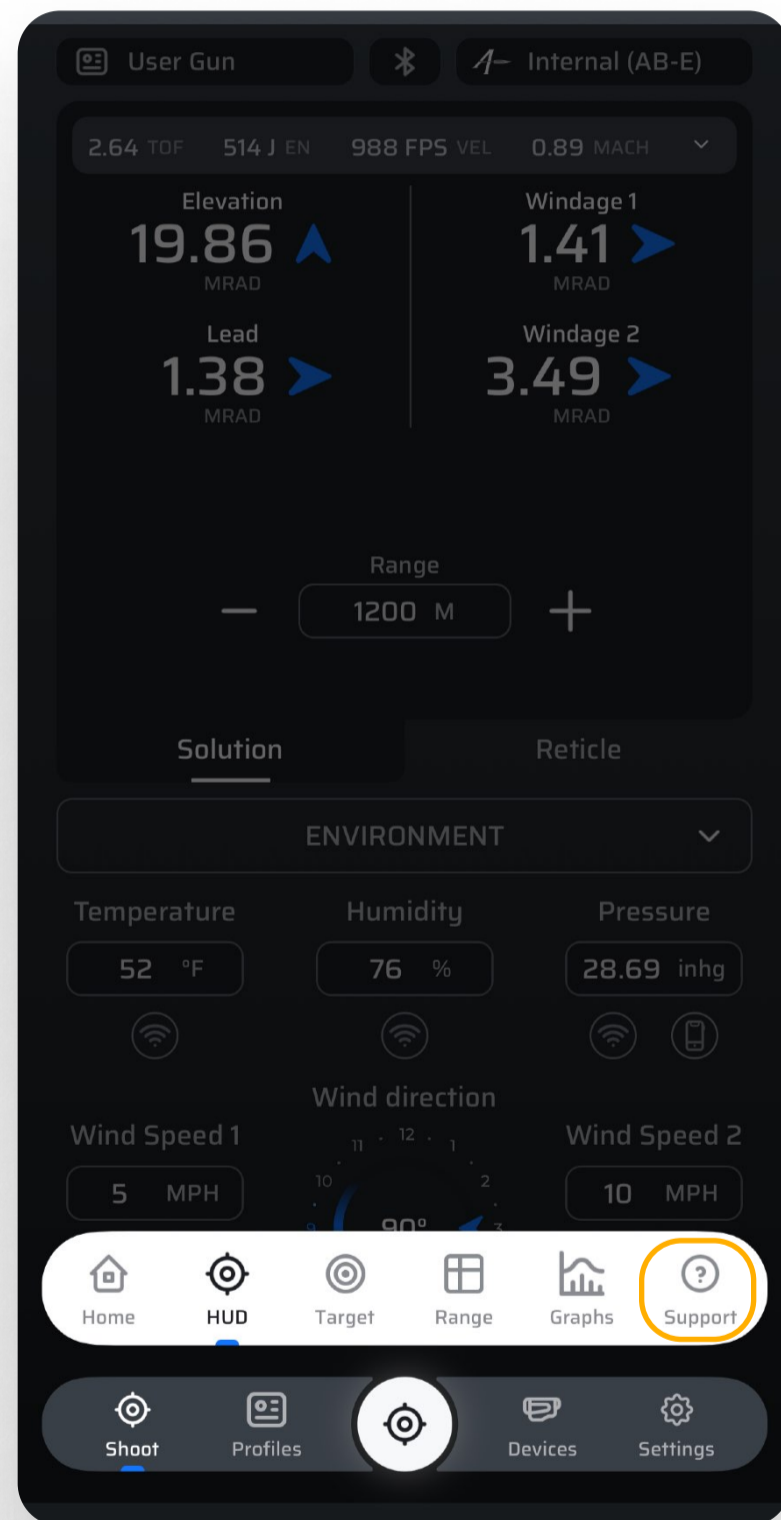 User Gun Internal (AB-E)
2.64 TOF 514 J EN 988 FPS VEL 0.89 MACH
Elevation Windage 1
19.86 1.41
MRAD MRAD
Lead Windage 2
1.38 3.49
MRAD MRAD
Range
1200 M
Solution Reticle
ENVIRONMENT
Temperature Humidity Pressure
52 °F 76 % 28.69 inhg
Wind direction
Wind Speed 1 Wind Speed 2
11 12 1
10 2
5 MPH 10 MPH
9 90° 3
Home HUD Target Range Graphs Support
Shoot Profiles Devices Settings